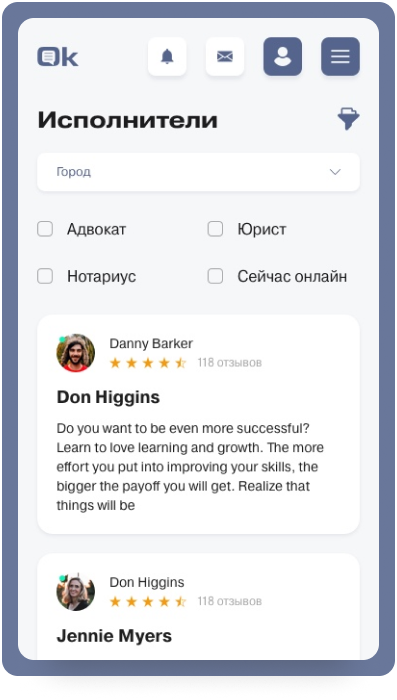 Ok
Исполнители
Город
Адвокат
Юрист
Нотариус
Сейчас онлайн
Danny Barker
118 отзывов
Don Higgins
Do you want to be even more successful?
Learn to love learning and growth. The more
effort you put into improving your skills, the
bigger the payoff you will get. Realize that
things will be
Don Higgins
118 отзывов
Jennie Myers